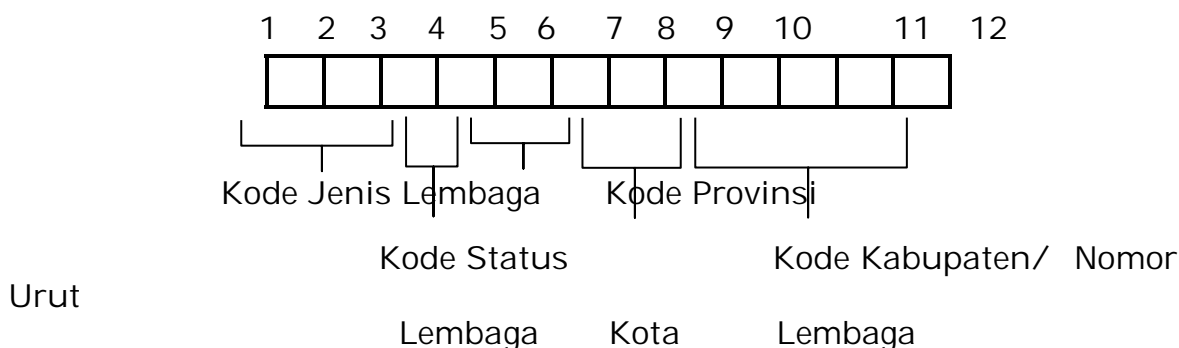 1 2 3 4 5 6 7 8 9 10 11 12
Kode Jenis Lembaga Kode Provinsi
Kode Status Kode Kabupaten/ Nomor
Urut
Lembaga Kota Lembaga